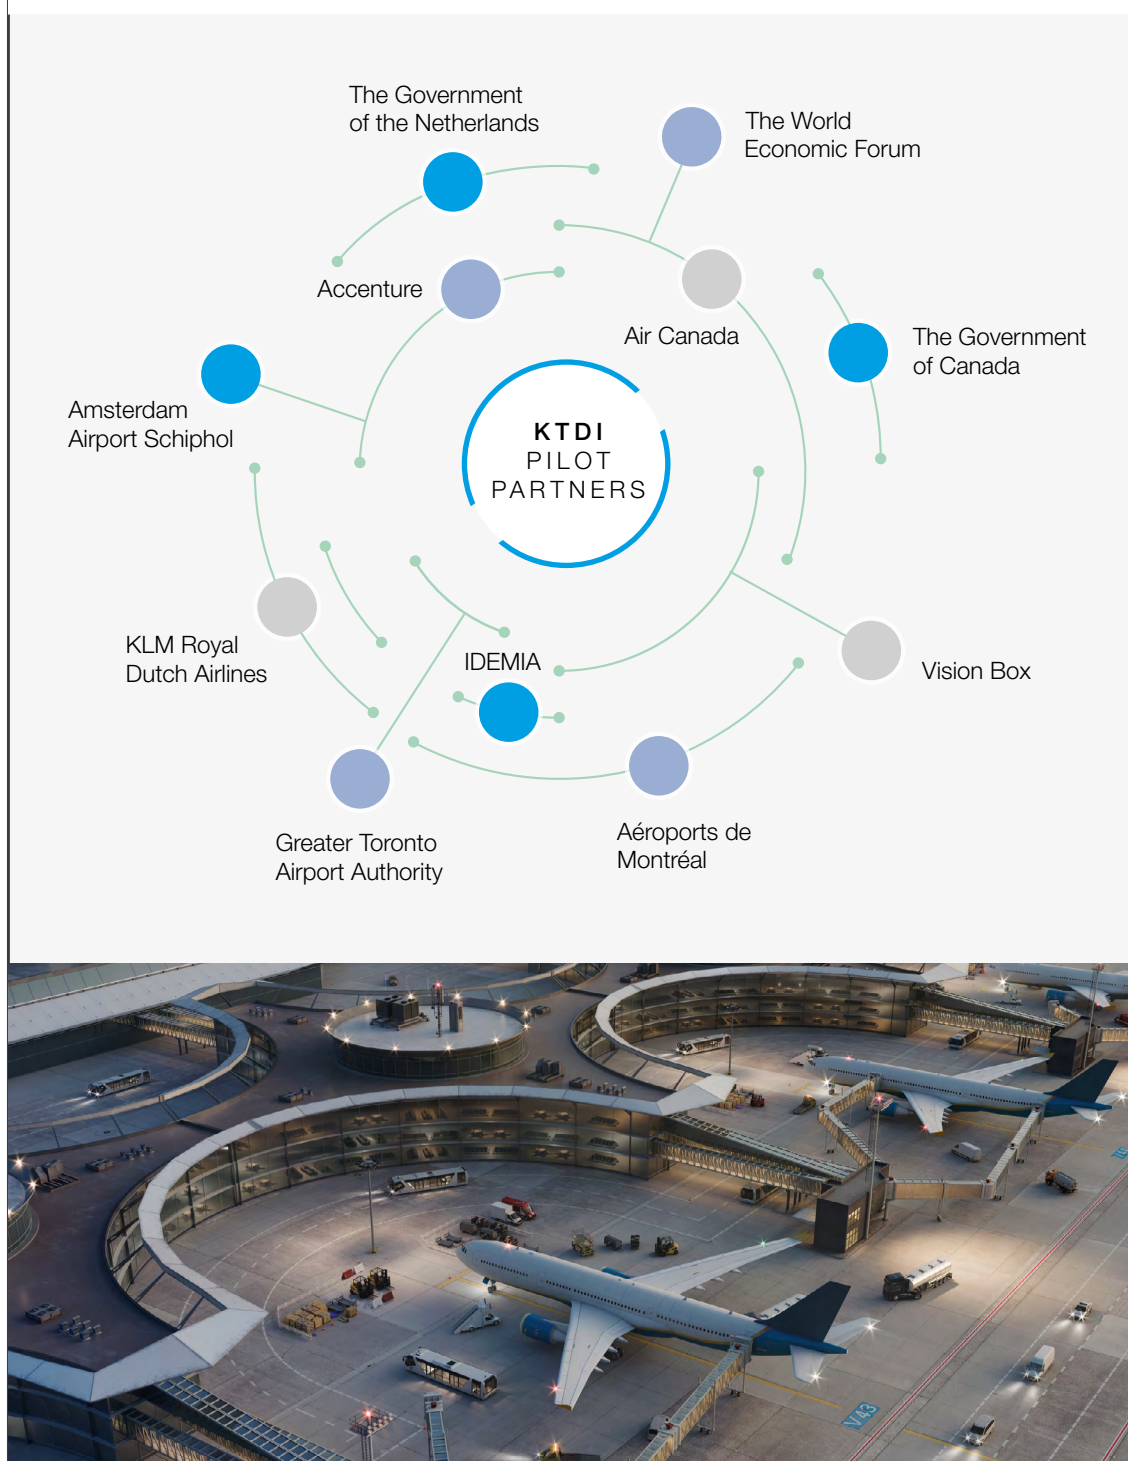 The Government
of the Netherlands
The World
Economic Forum
Accenture
Air Canada
The Government
of Canada
Amsterdam
Airport Schiphol
KTDI
PILOT
PARTNERS
KLM Royal
Dutch Airlines
IDEMIA
Vision Box
Greater Toronto
Airport Authority
Aéroports de
Montréal
V43